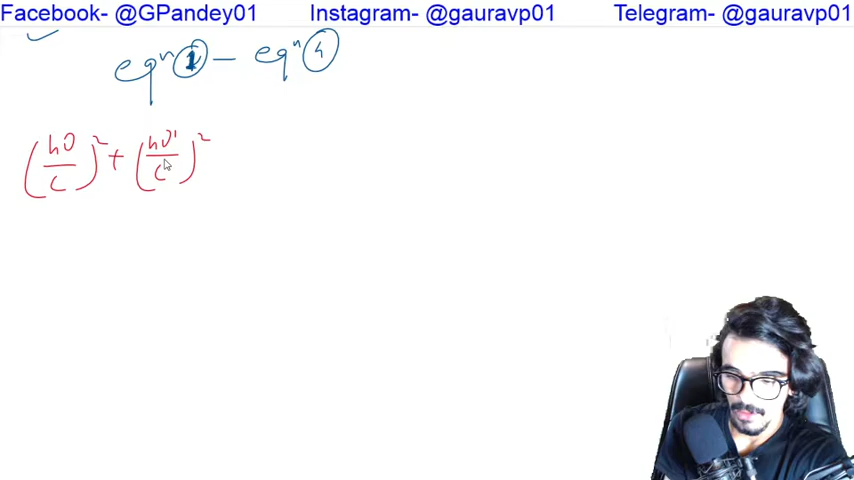 Facebook- @GPandey01 Instagram- @gauravp01 Telegram- @gauravp01
eqⁿ ① – eqⁿ ④
(hυ/c)² + (hυ'/c)²